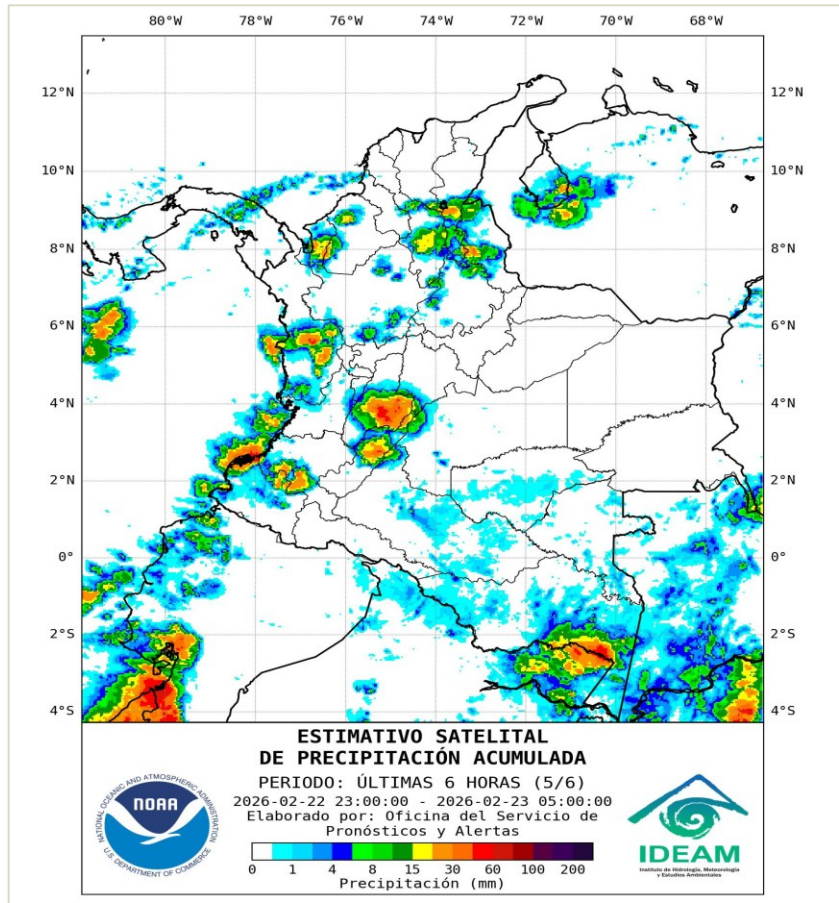 80°W 78°W 76°W 74°W 72°W 70°W 68°W
12°N 12°N
10°N 10°N
8°N 8°N
6°N 6°N
4°N 4°N
2°N 2°N
0° 0°
2°S 2°S
4°S 4°S
ESTIMATIVO SATELITAL
DE PRECIPITACIÓN ACUMULADA
PERIODO: ÚLTIMAS 6 HORAS (5/6)
2026-02-22 23:00:00 - 2026-02-23 05:00:00
Elaborado por: Oficina del Servicio de
Pronósticos y Alertas
0 1 4 8 15 30 60 100 200
Precipitación (mm)
NATIONAL OCEANIC AND ATMOSPHERIC ADMINISTRATION
NOAA
U.S. DEPARTMENT OF COMMERCE
IDEAM
Instituto de Hidrología, Meteorología
y Estudios Ambientales